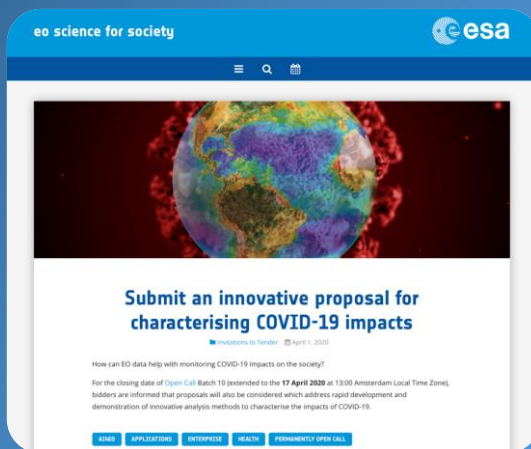 eo science for society
esa
Submit an innovative proposal for
characterising COVID-19 impacts
Invitations to Tender April 1, 2020
How can EO data help with monitoring COVID-19 impacts on the society?
For the closing date of Open Call Batch 10 (extended to the 17 April 2020 at 13:00 Amsterdam Local Time Zone),
bidders are informed that proposals will also be considered which address rapid development and
demonstration of innovative analysis methods to characterise the impacts of COVID-19.
AI4EO APPLICATIONS ENTERPRISE HEALTH PERMANENTLY OPEN CALL